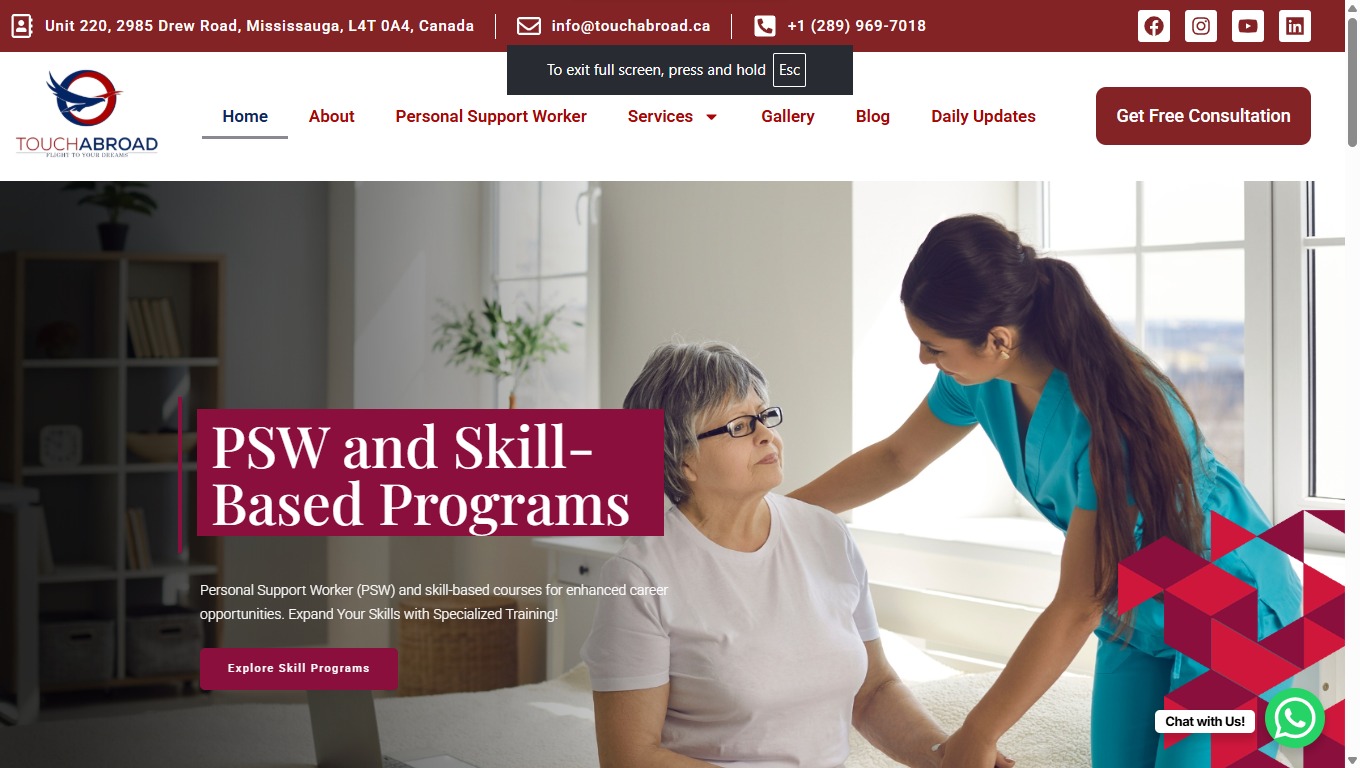 Unit 220, 2985 Drew Road, Mississauga, L4T 0A4, Canada
info@touchabroad.ca
+1 (289) 969-7018
To exit full screen, press and hold Esc
TOUCHABROAD
FLIGHT TO YOUR DREAMS
Home
About
Personal Support Worker
Services
Gallery
Blog
Daily Updates
Get Free Consultation
PSW and Skill-
Based Programs
Personal Support Worker (PSW) and skill-based courses for enhanced career
opportunities. Expand Your Skills with Specialized Training!
Explore Skill Programs
Chat with Us!